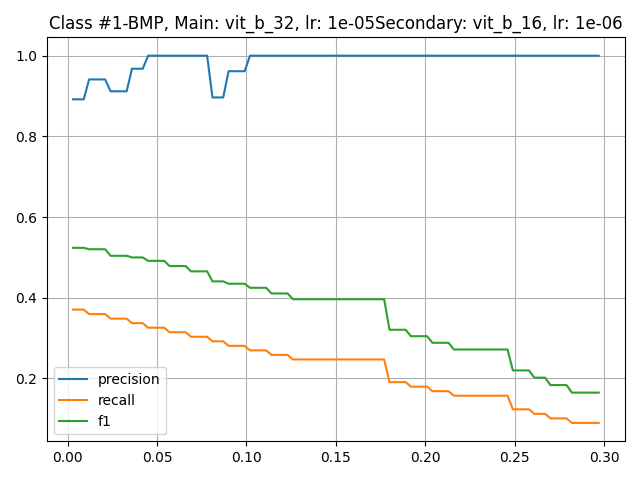 Class #1-BMP, Main: vit_b_32, lr: 1e-05Secondary: vit_b_16, lr: 1e-06
1.0
0.8
0.6
0.4
0.2
precision
recall
f1
0.00 0.05 0.10 0.15 0.20 0.25 0.30